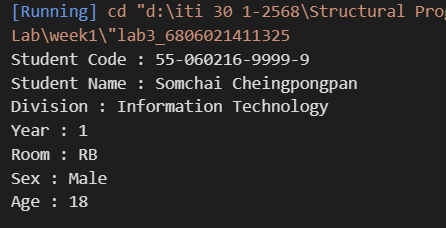 [Running] cd "d:\iti 30 1-2568\Structural Prog
Lab\week1\"lab3_6806021411325
Student Code : 55-060216-9999-9
Student Name : Somchai Cheingpongpan
Division : Information Technology
Year : 1
Room : RB
Sex : Male
Age : 18